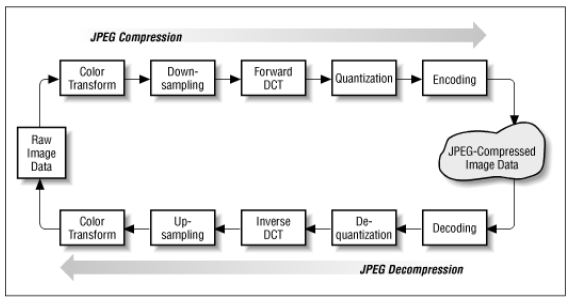 JPEG Compression
Color
Transform
Down-
sampling
Forward
DCT
Quantization
Encoding
Raw
Image
Data
JPEG-Compressed
Image Data
Color
Transform
Up-
sampling
Inverse
DCT
De-
quantization
Decoding
JPEG Decompression